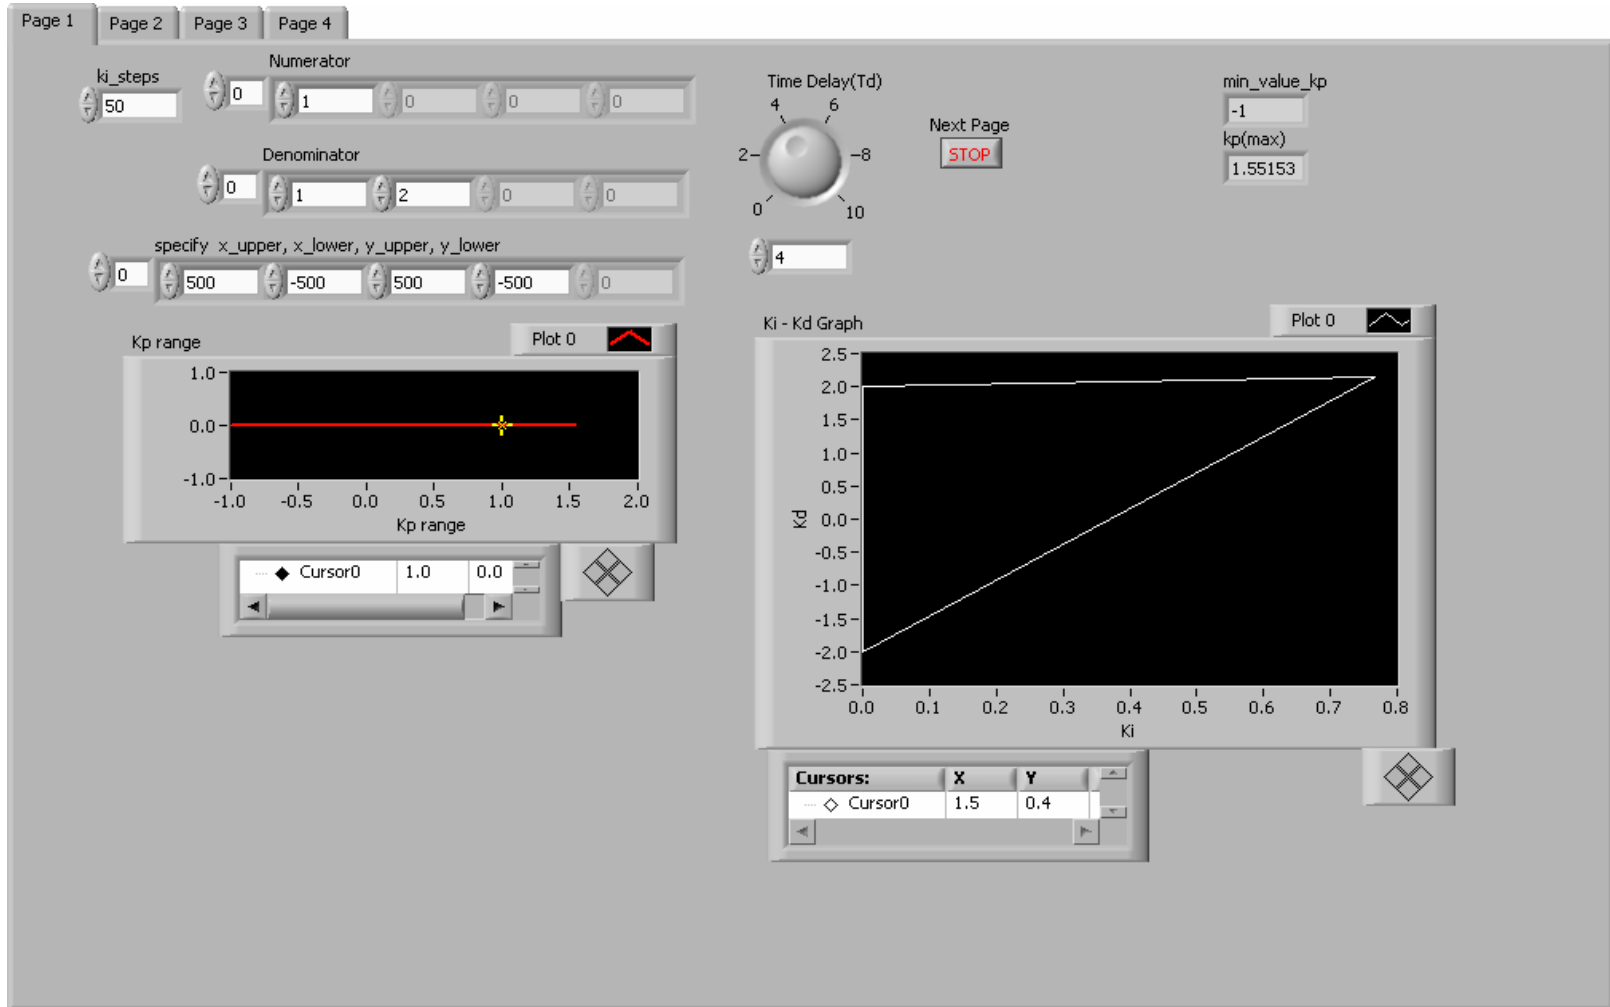 Page 1 Page 2 Page 3 Page 4
ki_steps
50
Numerator
0 1 0 0 0
Denominator
0 1 2 0 0
specify x_upper, x_lower, y_upper, y_lower
0 500 -500 500 -500 0
Time Delay(Td)
4 6
2 8
0 10
4
Next Page
STOP
min_value_kp
-1
kp(max)
1.55153
Kp range
Plot 0
1.0
0.0
-1.0
-1.0 -0.5 0.0 0.5 1.0 1.5 2.0
Kp range
Cursor0 1.0 0.0
Ki - Kd Graph
Plot 0
2.5
2.0
1.5
1.0
0.5
0.0
-0.5
-1.0
-1.5
-2.0
-2.5
Kd
0.0 0.1 0.2 0.3 0.4 0.5 0.6 0.7 0.8
Ki
Cursors: X Y
Cursor0 1.5 0.4